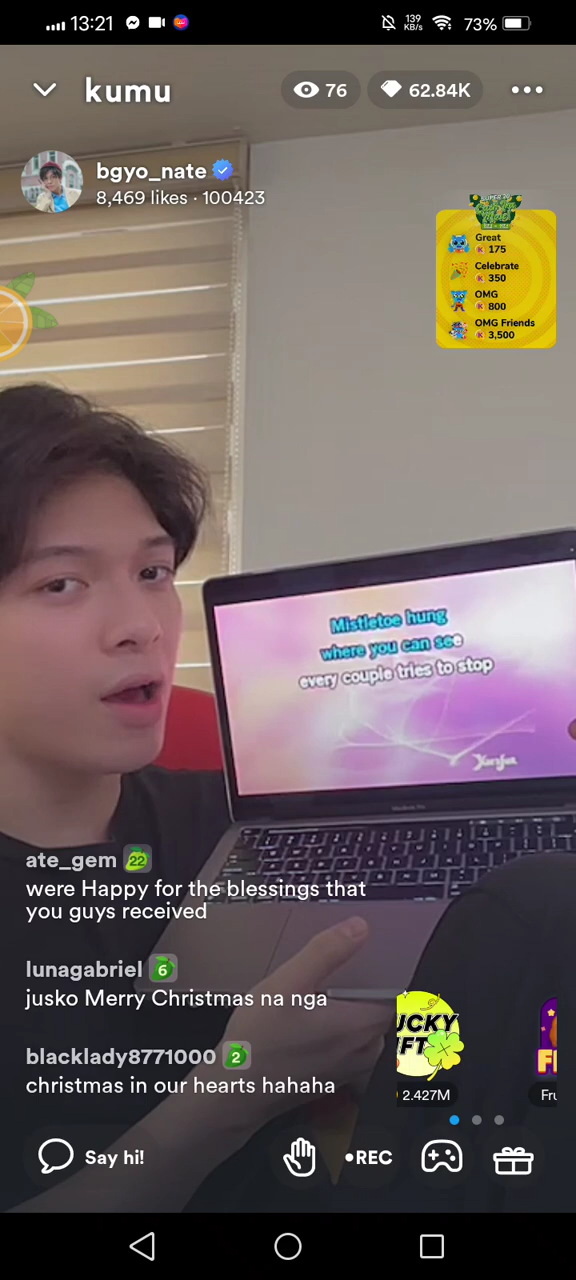 13:21
139
KB/s
73%
kumu
76
62.84K
bgyo_nate
8,469 likes · 100423
Great
175
Celebrate
350
OMG
800
OMG Friends
3,500
Mistletoe hung
where you can see
every couple tries to stop
ate_gem 22
were Happy for the blessings that
you guys received
lunagabriel 6
jusko Merry Christmas na nga
blacklady8771000 2
christmas in our hearts hahaha
UCKY
FT
2.427M
Fru
Say hi!
•REC